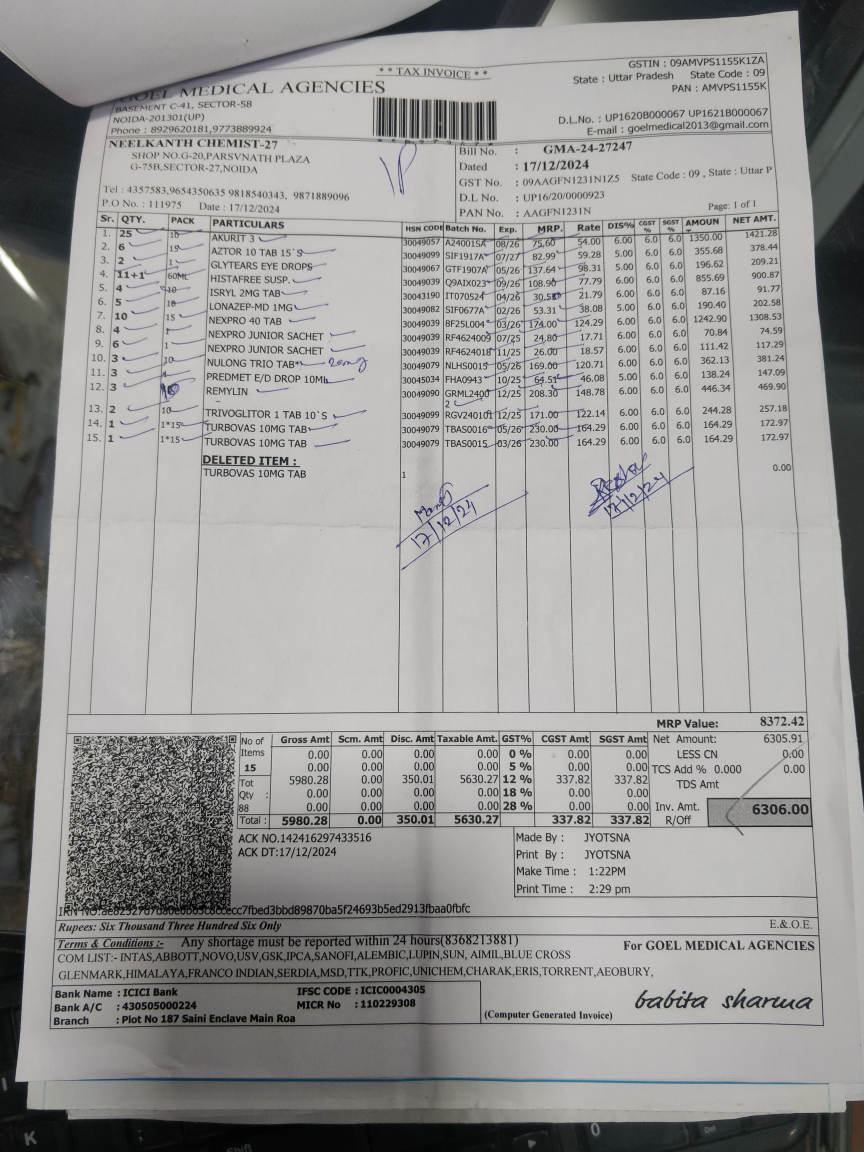 * * TAX INVOICE * *
GOEL MEDICAL AGENCIES
BASEMENT C-41, SECTOR-58
NOIDA-201301(UP)
Phone : 8929620181,9773889924
GSTIN : 09AMVPS1155K1ZA
State : Uttar Pradesh State Code : 09
PAN : AMVPS1155K
D.L.No. : UP1620B000067 UP1621B000067
E-mail : goelmedical2013@gmail.com
NEELKANTH CHEMIST-27
SHOP NO.G-20,PARSVNATH PLAZA
G-75B,SECTOR-27,NOIDA
Tel : 4357583,9654350635 9818540343, 9871889096
P.O No. : 111975 Date : 17/12/2024
Bill No. : GMA-24-27247
Dated : 17/12/2024
GST No. : 09AAGFN1231N1Z5 State Code : 09 , State : Uttar P
D.L No. : UP16/20/0000923
PAN No. : AAGFN1231N Page: 1 of 1
Sr. QTY. PACK PARTICULARS HSN CODE Batch No. Exp. MRP. Rate DIS% CGST % SGST % AMOUN NET AMT.
1. 25 10 AKURIT 3 30049057 A24001SA 08/26 75.60 54.00 6.00 6.0 6.0 1350.00 1421.28
2. 6 15 AZTOR 10 TAB 15`S 30049099 SIF1917A 07/27 82.99 59.28 5.00 6.0 6.0 355.68 378.44
3. 2 1 GLYTEARS EYE DROPS 30049067 GTF1907A 05/26 137.64 98.31 5.00 6.0 6.0 196.62 209.21
4. 11+1 60ML HISTAFREE SUSP. 30049039 Q9AIX023 09/26 108.90 77.79 6.00 6.0 6.0 855.69 900.87
5. 4 10 ISRYL 2MG TAB 30043190 IT070524 04/26 30.5 21.79 6.00 6.0 6.0 87.16 91.77
6. 5 10 LONAZEP-MD 1MG 30049082 SIF0677A 02/26 53.31 38.08 5.00 6.0 6.0 190.40 202.58
7. 10 15 NEXPRO 40 TAB 30049039 BF25L004 03/26 174.00 124.29 6.00 6.0 6.0 1242.90 1308.53
8. 4 1 NEXPRO JUNIOR SACHET 30049039 RF4624009 07/25 24.80 17.71 6.00 6.0 6.0 70.84 74.59
9. 6 1 NEXPRO JUNIOR SACHET 30049039 RF4624018 11/25 26.00 18.57 6.00 6.0 6.0 111.42 117.29
10. 3 10 NULONG TRIO TAB 20mg 30049079 NLHS0015 05/26 169.00 120.71 6.00 6.0 6.0 362.13 381.24
11. 3 PREDMET E/D DROP 10ML 30045034 FHA0943 10/25 64.51 46.08 5.00 6.0 6.0 138.24 147.09
12. 3 10 REMYLIN 30049090 GRML2400 12/25 208.30 148.78 6.00 6.0 6.0 446.34 469.90
2
13. 2 10 TRIVOGLITOR 1 TAB 10`S 30049099 RGV240101 12/25 171.00 122.14 6.00 6.0 6.0 244.28 257.18
14. 1 1*15 TURBOVAS 10MG TAB 30049079 TBAS0016 05/26 230.00 164.29 6.00 6.0 6.0 164.29 172.97
15. 1 1*15 TURBOVAS 10MG TAB 30049079 TBAS0015 03/26 230.00 164.29 6.00 6.0 6.0 164.29 172.97
DELETED ITEM :
TURBOVAS 10MG TAB 1 0.00
17/12/24
17/12/24
MRP Value: 8372.42
No of Items 15 Tot Qty : 88
Gross Amt Scm. Amt Disc. Amt Taxable Amt. GST% CGST Amt SGST Amt
0.00 0.00 0.00 0.00 0 % 0.00 0.00
0.00 0.00 0.00 0.00 5 % 0.00 0.00
5980.28 0.00 350.01 5630.27 12 % 337.82 337.82
0.00 0.00 0.00 0.00 18 % 0.00 0.00
0.00 0.00 0.00 0.00 28 % 0.00 0.00
Total : 5980.28 0.00 350.01 5630.27 337.82 337.82
Net Amount: 6305.91
LESS CN 0.00
TCS Add % 0.000 0.00
TDS Amt
Inv. Amt. 6306.00
R/Off
ACK NO.142416297433516
ACK DT:17/12/2024
Made By : JYOTSNA
Print By : JYOTSNA
Make Time : 1:22PM
Print Time : 2:29 pm
Rupees: Six Thousand Three Hundred Six Only
E.& O.E.
Terms & Conditions :- Any shortage must be reported within 24 hours(8368213881)
COM LIST:- INTAS,ABBOTT,NOVO,USV,GSK,IPCA,SANOFI,ALEMBIC,LUPIN,SUN, AIMIL,BLUE CROSS
GLENMARK,HIMALAYA,FRANCO INDIAN,SERDIA,MSD,TTK,PROFIC,UNICHEM,CHARAK,ERIS,TORRENT,AEOBURY,
For GOEL MEDICAL AGENCIES
Bank Name : ICICI Bank IFSC CODE : ICIC0004305
Bank A/C : 430505000224 MICR No : 110229308
Branch : Plot No 187 Saini Enclave Main Roa
(Computer Generated Invoice)
babita sharma